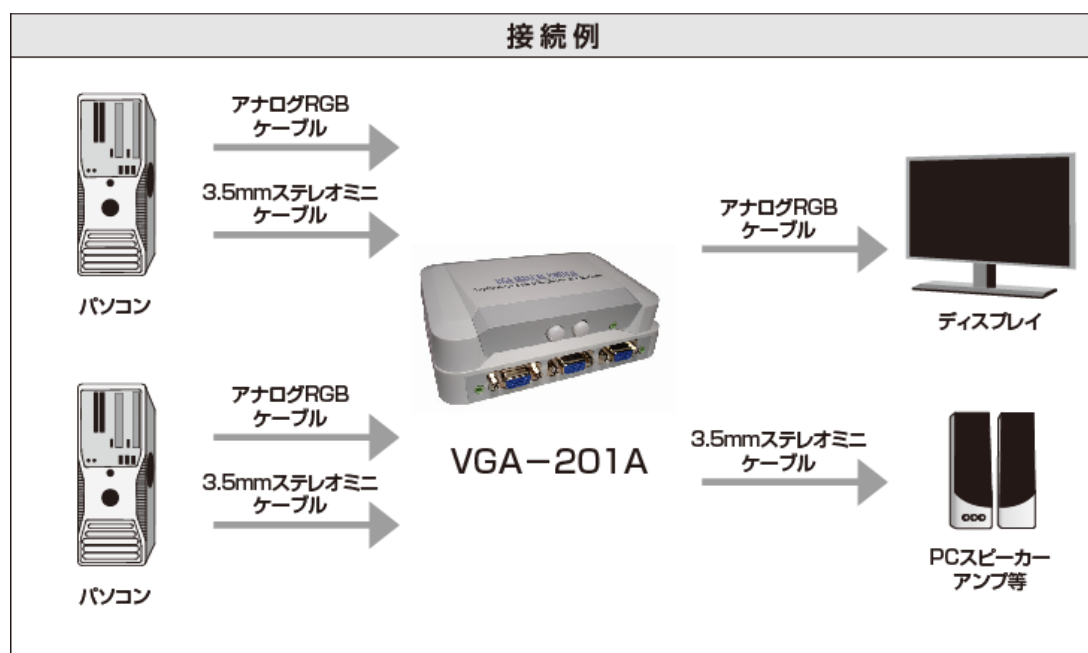 接続例
アナログRGB
ケーブル
3.5mmステレオミニ
ケーブル
パソコン
アナログRGB
ケーブル
3.5mmステレオミニ
ケーブル
パソコン
VGA−201A
アナログRGB
ケーブル
ディスプレイ
3.5mmステレオミニ
ケーブル
PCスピーカー
アンプ等